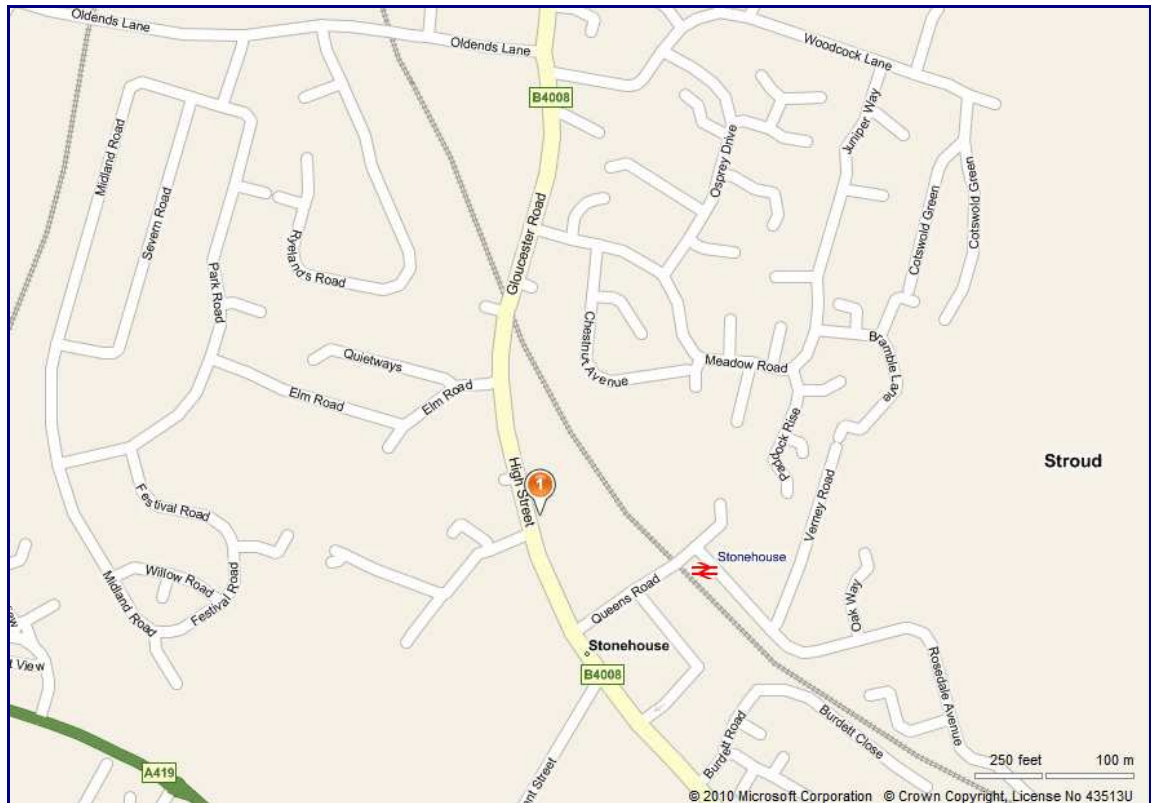 Oldends Lane
Oldends Lane
Woodcock Lane
B4008
Midland Road
Severn Road
Park Road
Ryeland's Road
Gloucester Road
Osprey Drive
Juniper Way
Cotswold Green
Cotswold Green
Quietways
Elm Road
Elm Road
Chestnut Avenue
Meadow Road
Bramble Lane
Paddock Rise
High Street
1
Stroud
Festival Road
Verney Road
Willow Road
Festival Road
Midland Road
Queens Road
Stonehouse
Oak Way
Stonehouse
B4008
Rosedale Avenue
t View
Burdett Road
Burdett Close
A419
nt Street
250 feet
100 m
© 2010 Microsoft Corporation © Crown Copyright, License No 43513U